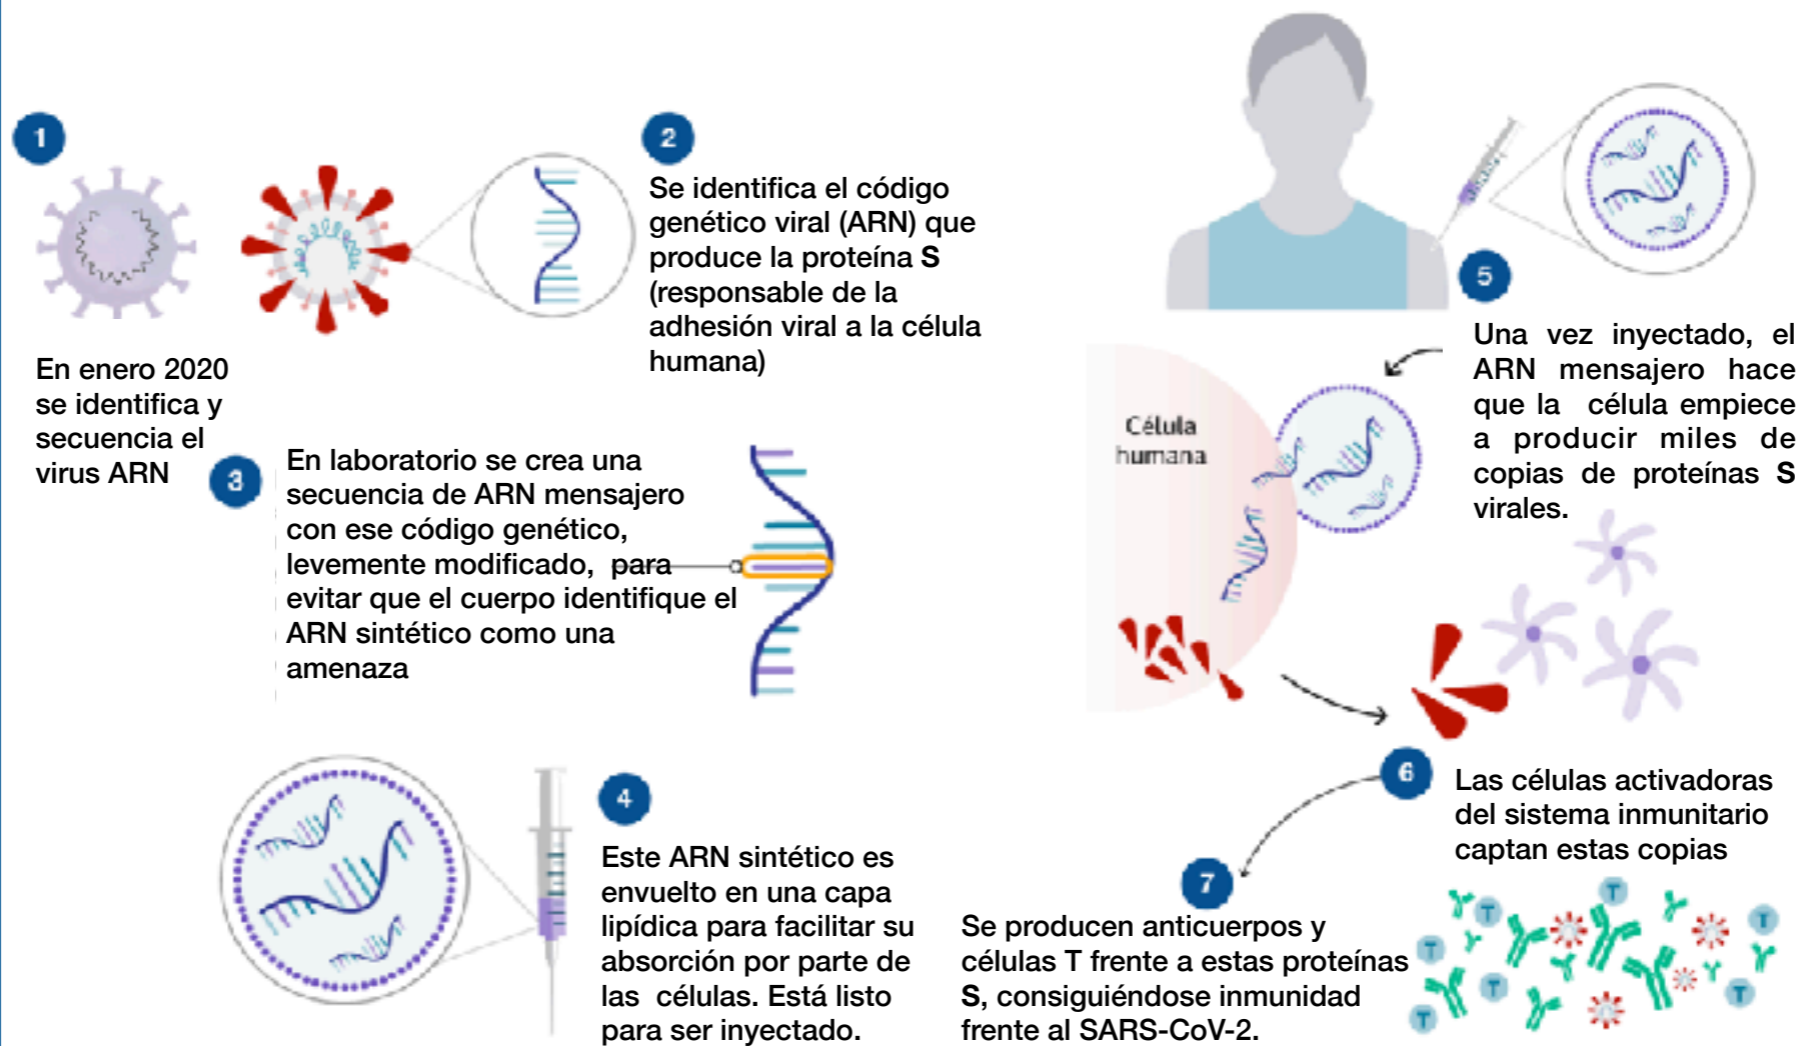 1
En enero 2020
se identifica y
secuencia el
virus ARN
2
Se identifica el código
genético viral (ARN) que
produce la proteína S
(responsable de la
adhesión viral a la célula
humana)
3
En laboratorio se crea una
secuencia de ARN mensajero
con ese código genético,
levemente modificado, para
evitar que el cuerpo identifique el
ARN sintético como una
amenaza
4
Este ARN sintético es
envuelto en una capa
lipídica para facilitar su
absorción por parte de
las células. Está listo
para ser inyectado.
5
Una vez inyectado, el
ARN mensajero hace
que la célula empiece
a producir miles de
copias de proteínas S
virales.
Célula
humana
6
Las células activadoras
del sistema inmunitario
captan estas copias
7
Se producen anticuerpos y
células T frente a estas proteínas
S, consiguiéndose inmunidad
frente al SARS-CoV-2.
T
T
T
T
T
T
T